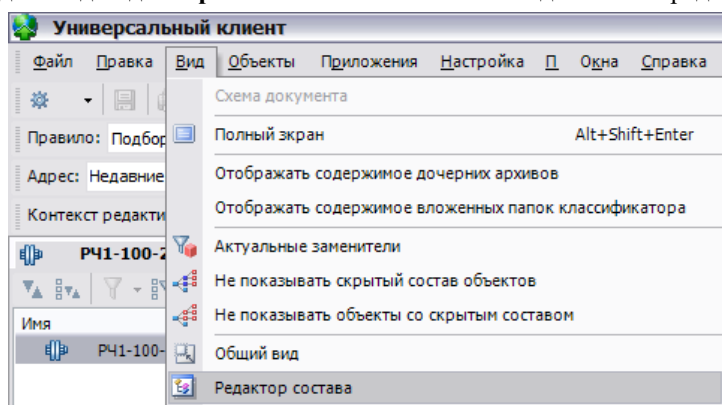 Универсальный клиент
Файл Правка Вид Объекты Приложения Настройка П Окна Справка
Схема документа
Правило: Подбор Полный экран Alt+Shift+Enter
Адрес: Недавние Отображать содержимое дочерних архивов
Контекст редакти Отображать содержимое вложенных папок классификатора
РЧ1-100-2 Актуальные заменители
Не показывать скрытый состав объектов
Имя Не показывать объекты со скрытым составом
РЧ1-100- Общий вид
Редактор состава